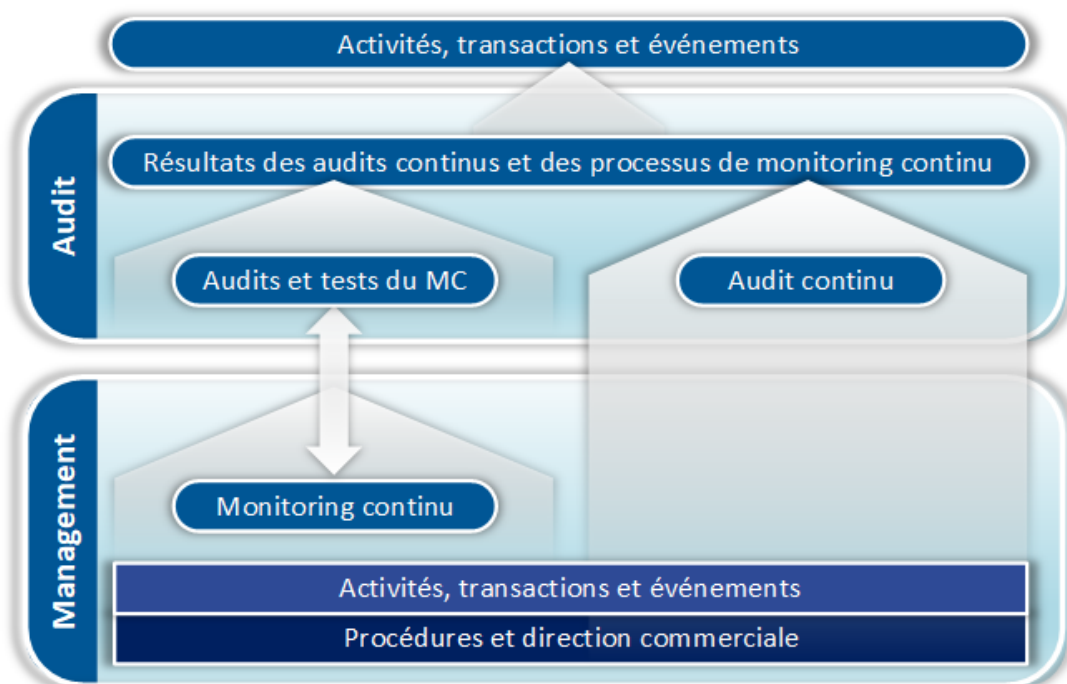 Activités, transactions et événements
Audit
Résultats des audits continus et des processus de monitoring continu
Audits et tests du MC
Audit continu
Management
Monitoring continu
Activités, transactions et événements
Procédures et direction commerciale